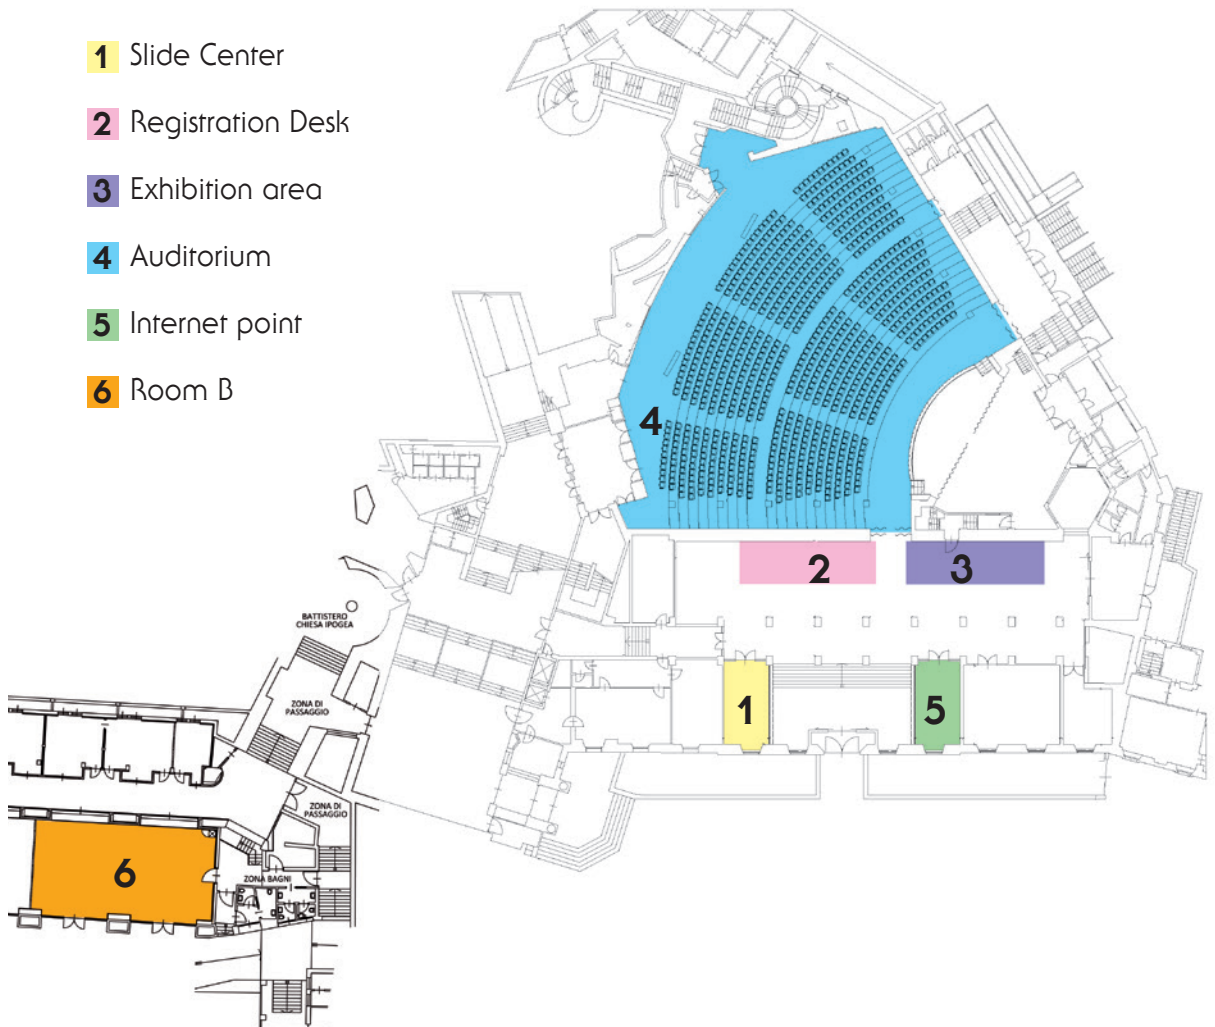 1 Slide Center
2 Registration Desk
3 Exhibition area
4 Auditorium
5 Internet point
6 Room B
4
2
3
BATTISTERO
CHIESA IPOGEA
ZONA DI
PASSAGGIO
1
5
ZONA DI
PASSAGGIO
6
ZONA BAGNI